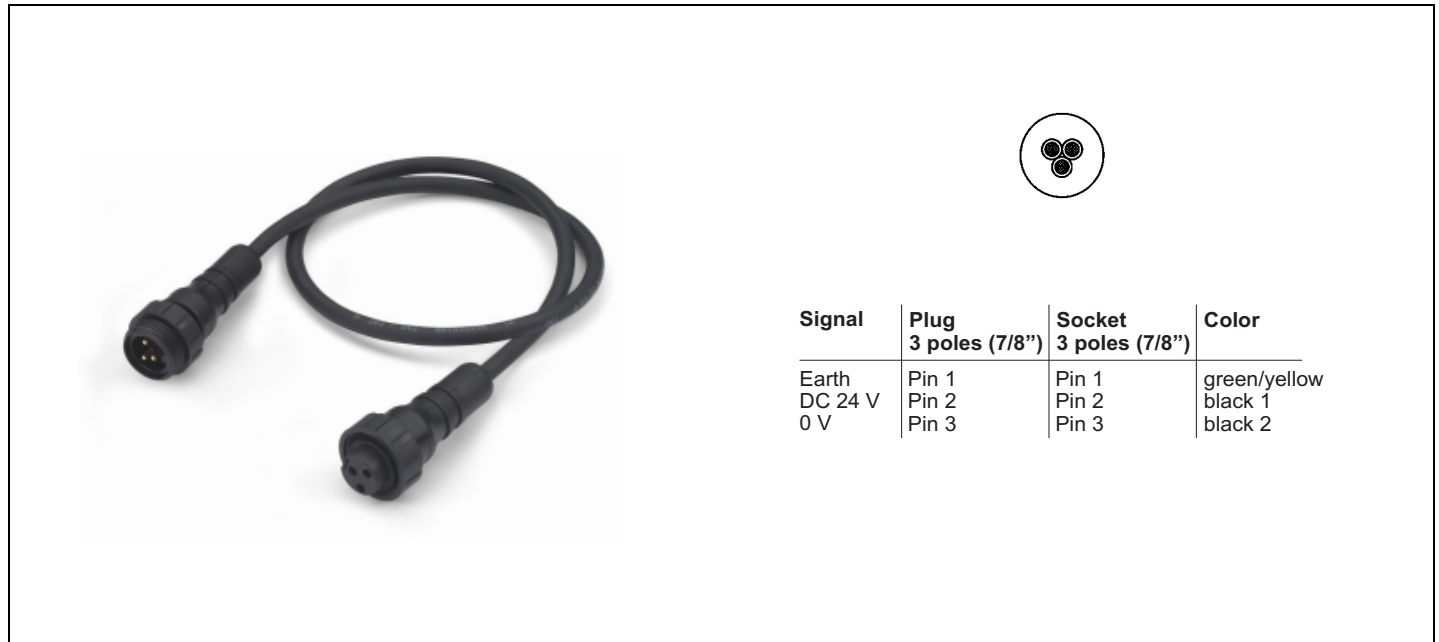 Signal Plug Socket Color
3 poles (7/8”) 3 poles (7/8”)
Earth Pin 1 Pin 1 green/yellow
DC 24 V Pin 2 Pin 2 black 1
0 V Pin 3 Pin 3 black 2